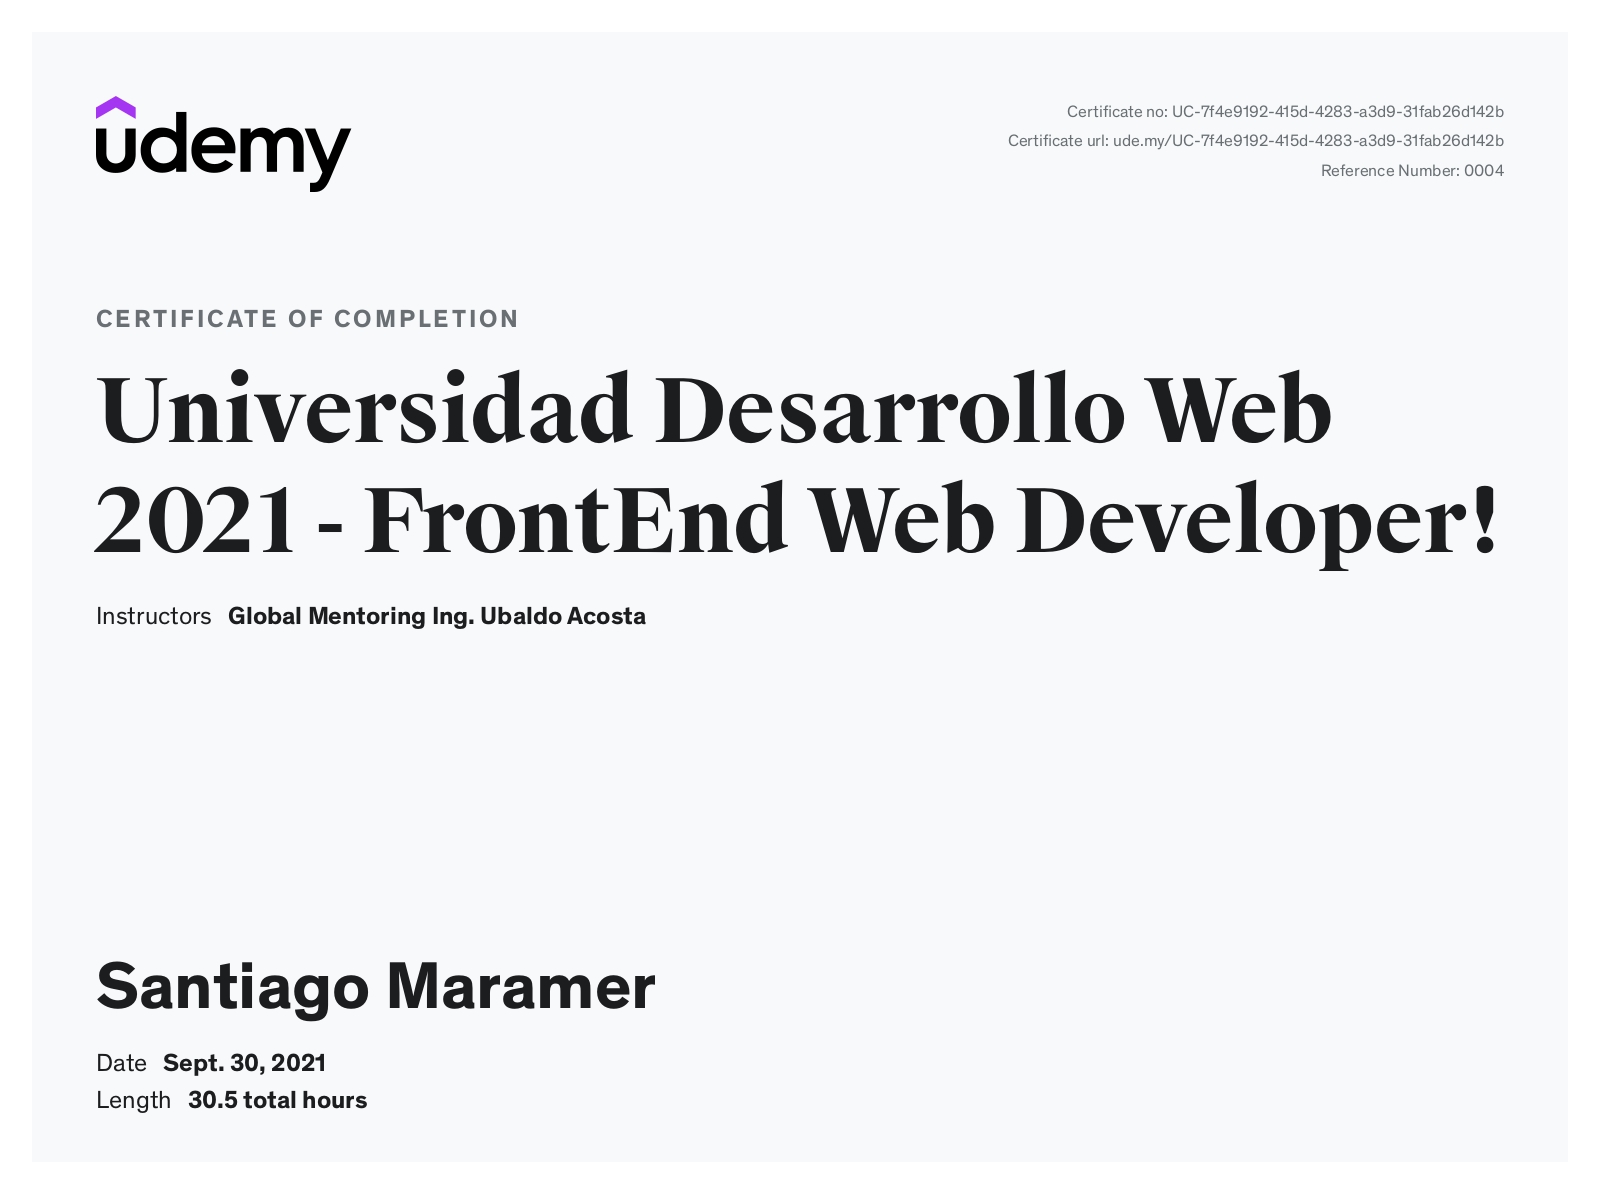 udemy
Certificate no: UC-7f4e9192-415d-4283-a3d9-31fab26d142b
Certificate url: ude.my/UC-7f4e9192-415d-4283-a3d9-31fab26d142b
Reference Number: 0004
CERTIFICATE OF COMPLETION
Universidad Desarrollo Web
2021 - FrontEnd Web Developer!
Instructors Global Mentoring Ing. Ubaldo Acosta
Santiago Maramer
Date Sept. 30, 2021
Length 30.5 total hours